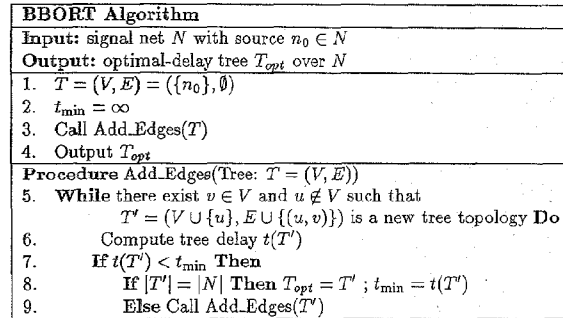 BBORT Algorithm
Input: signal net N with source n₀ ∈ N
Output: optimal-delay tree T_opt over N
1. T = (V, E) = ({n₀}, ∅)
2. t_min = ∞
3. Call Add_Edges(T)
4. Output T_opt
Procedure Add_Edges(Tree: T = (V, E))
5. While there exist v ∈ V and u ∉ V such that
T' = (V ∪ {u}, E ∪ {(u, v)}) is a new tree topology Do
6. Compute tree delay t(T')
7. If t(T') < t_min Then
8. If |T'| = |N| Then T_opt = T' ; t_min = t(T')
9. Else Call Add_Edges(T')